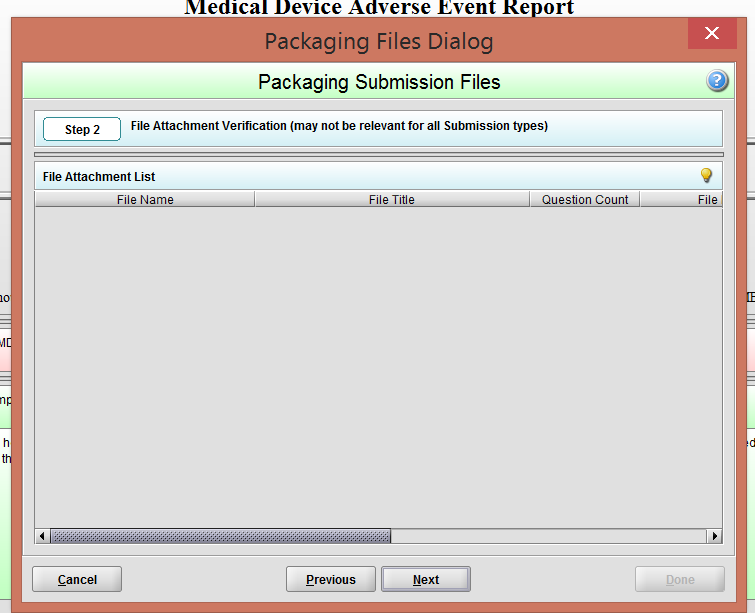 Medical Device Adverse Event Report
Packaging Files Dialog
Packaging Submission Files
Step 2
File Attachment Verification (may not be relevant for all Submission types)
File Attachment List
File Name File Title Question Count File
Cancel Previous Next Done